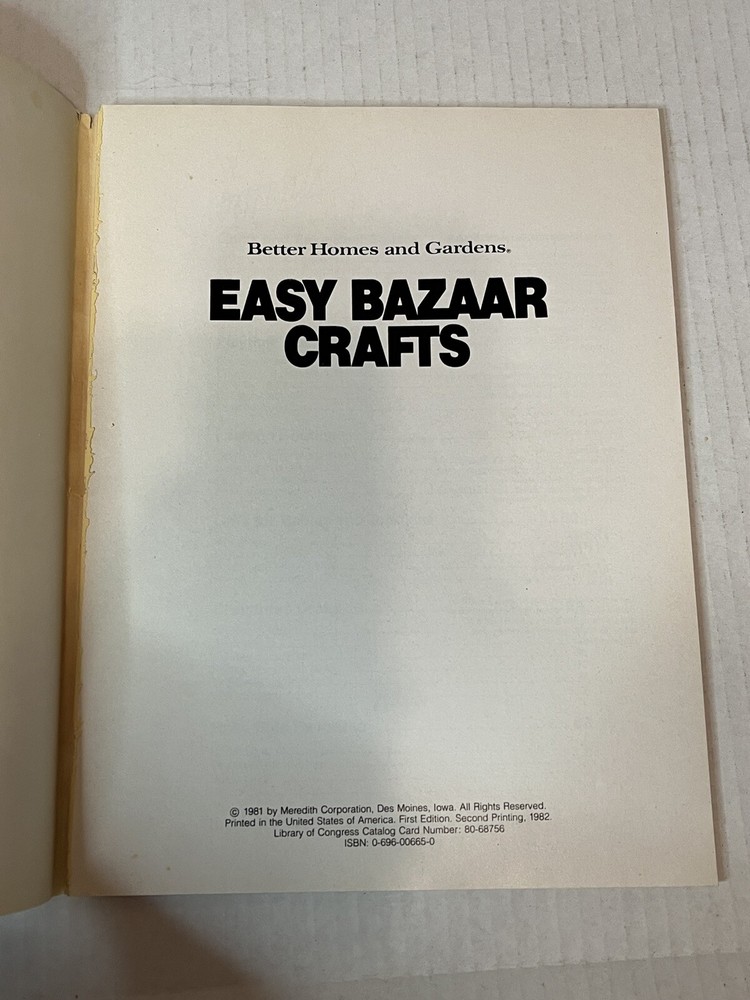 Better Homes and Gardens®
EASY BAZAAR
CRAFTS
© 1981 by Meredith Corporation, Des Moines, Iowa. All Rights Reserved.
Printed in the United States of America. First Edition. Second Printing, 1982.
Library of Congress Catalog Card Number: 80-68756
ISBN: 0-696-00665-0